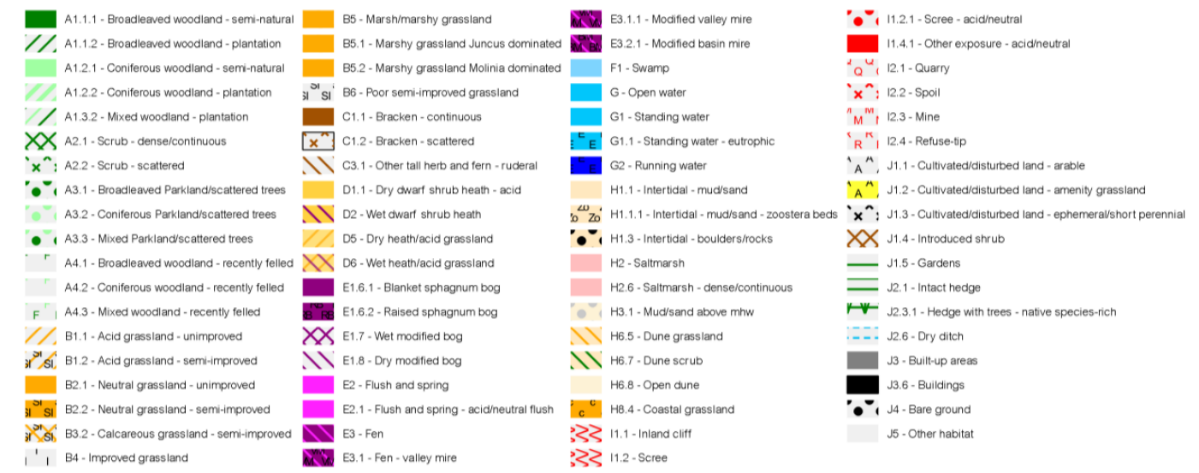 A1.1.1 - Broadleaved woodland - semi-natural
A1.1.2 - Broadleaved woodland - plantation
A1.2.1 - Coniferous woodland - semi-natural
A1.2.2 - Coniferous woodland - plantation
A1.3.2 - Mixed woodland - plantation
A2.1 - Scrub - dense/continuous
A2.2 - Scrub - scattered
A3.1 - Broadleaved Parkland/scattered trees
A3.2 - Coniferous Parkland/scattered trees
A3.3 - Mixed Parkland/scattered trees
A4.1 - Broadleaved woodland - recently felled
A4.2 - Coniferous woodland - recently felled
F A4.3 - Mixed woodland - recently felled
B1.1 - Acid grassland - unimproved
SI SI B1.2 - Acid grassland - semi-improved
B2.1 - Neutral grassland - unimproved
SI SI B2.2 - Neutral grassland - semi-improved
SI SI B3.2 - Calcareous grassland - semi-improved
B4 - Improved grassland
B5 - Marsh/marshy grassland
B5.1 - Marshy grassland Juncus dominated
B5.2 - Marshy grassland Molinia dominated
SI SI B6 - Poor semi-improved grassland
C1.1 - Bracken - continuous
C1.2 - Bracken - scattered
C3.1 - Other tall herb and fern - ruderal
D1.1 - Dry dwarf shrub heath - acid
D2 - Wet dwarf shrub heath
D5 - Dry heath/acid grassland
D6 - Wet heath/acid grassland
E1.6.1 - Blanket sphagnum bog
RB E1.6.2 - Raised sphagnum bog
E1.7 - Wet modified bog
E1.8 - Dry modified bog
E2 - Flush and spring
E2.1 - Flush and spring - acid/neutral flush
E3 - Fen
E3.1 - Fen - valley mire
E3.1.1 - Modified valley mire
E3.2.1 - Modified basin mire
F1 - Swamp
G - Open water
G1 - Standing water
E G1.1 - Standing water - eutrophic
E G2 - Running water
H1.1 - Intertidal - mud/sand
Zo H1.1.1 - Intertidal - mud/sand - zoostera beds
H1.3 - Intertidal - boulders/rocks
H2 - Saltmarsh
H2.6 - Saltmarsh - dense/continuous
H3.1 - Mud/sand above mhw
H6.5 - Dune grassland
H6.7 - Dune scrub
H6.8 - Open dune
c c H8.4 - Coastal grassland
I1.1 - Inland cliff
I1.2 - Scree
I1.2.1 - Scree - acid/neutral
I1.4.1 - Other exposure - acid/neutral
Q I2.1 - Quarry
I2.2 - Spoil
M I2.3 - Mine
R I2.4 - Refuse-tip
A J1.1 - Cultivated/disturbed land - arable
A J1.2 - Cultivated/disturbed land - amenity grassland
J1.3 - Cultivated/disturbed land - ephemeral/short perennial
J1.4 - Introduced shrub
J1.5 - Gardens
J2.1 - Intact hedge
J2.3.1 - Hedge with trees - native species-rich
J2.6 - Dry ditch
J3 - Built-up areas
J3.6 - Buildings
J4 - Bare ground
J5 - Other habitat